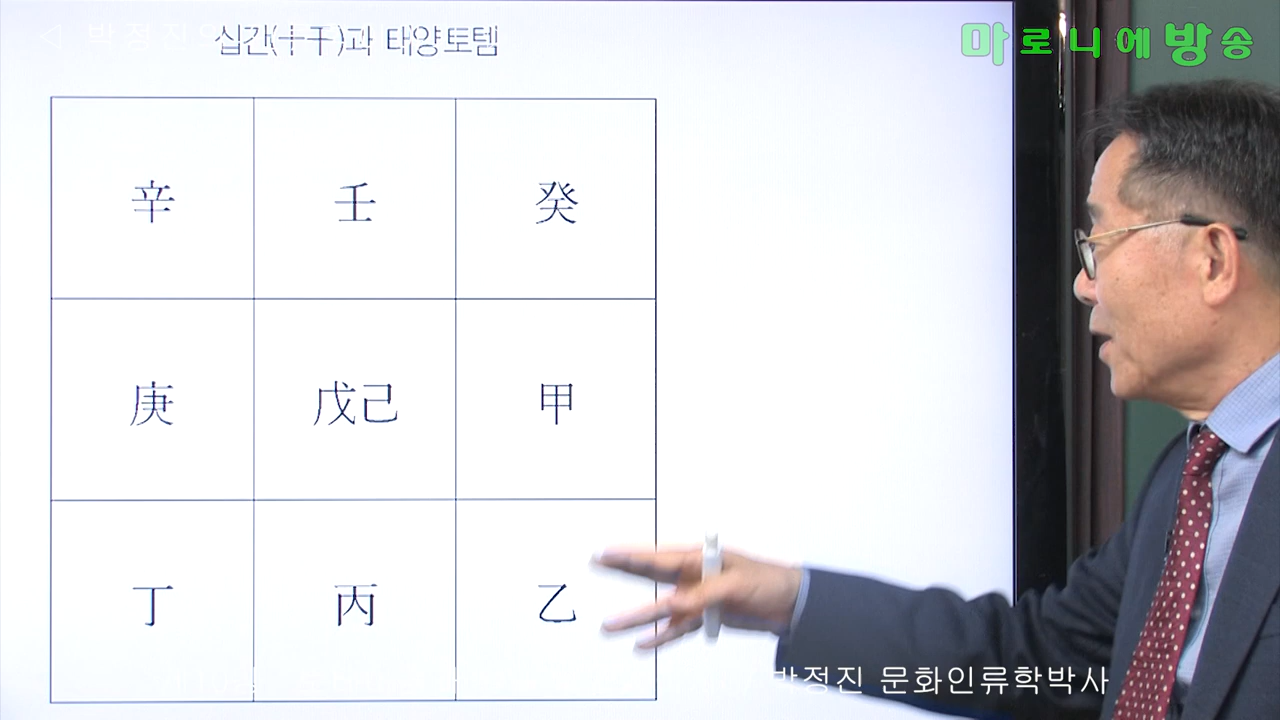 십간(十干)과 태양토템
마로니에방송
辛 壬 癸
庚 戊己 甲
丁 丙 乙
박정진 문화인류학박사